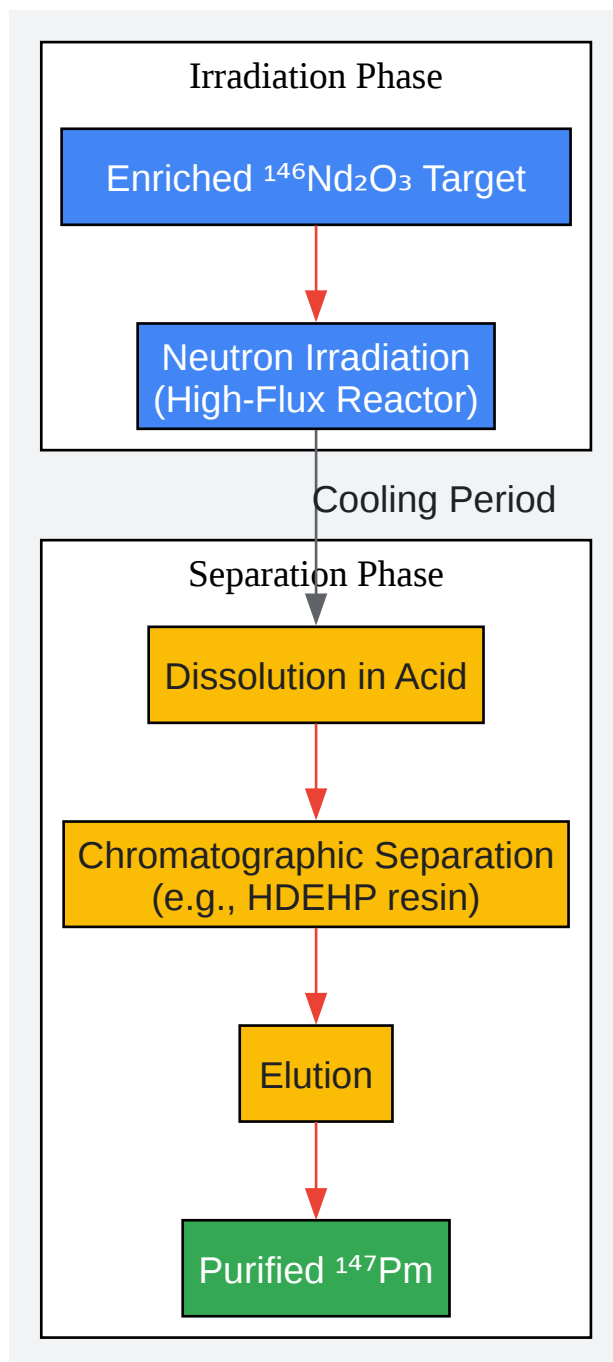 Irradiation Phase
Enriched ¹⁴⁶Nd₂O₃ Target
Neutron Irradiation
(High-Flux Reactor)
Cooling Period
Separation Phase
Dissolution in Acid
Chromatographic Separation
(e.g., HDEHP resin)
Elution
Purified ¹⁴⁷Pm